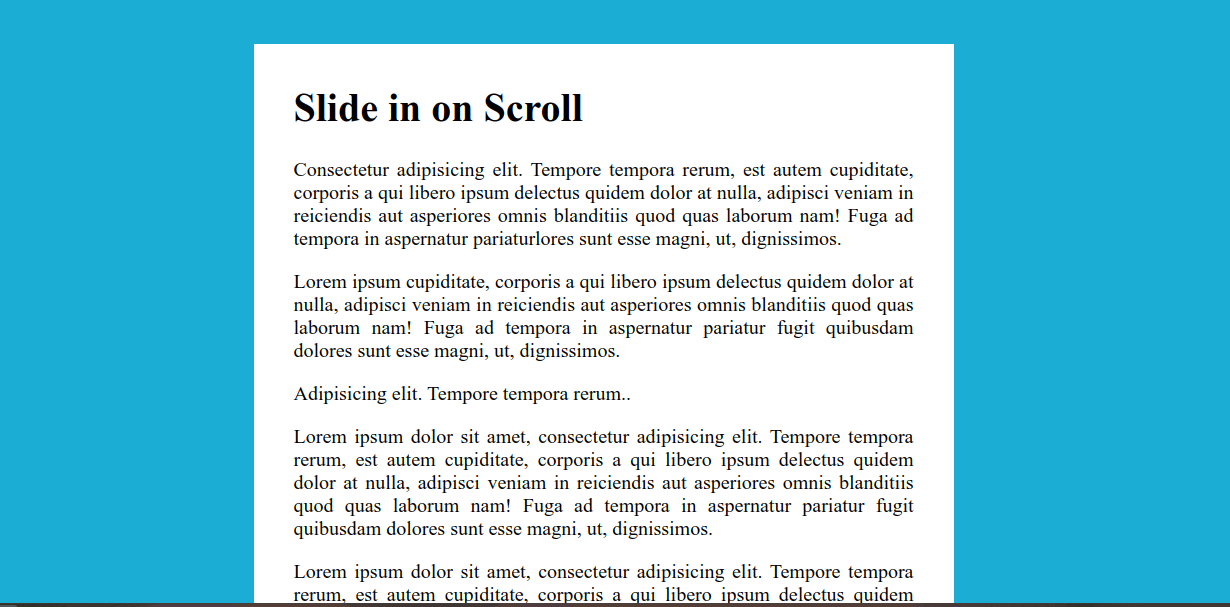 Slide in on Scroll
Consectetur adipisicing elit. Tempore tempora rerum, est autem cupiditate,
corporis a qui libero ipsum delectus quidem dolor at nulla, adipisci veniam in
reiciendis aut asperiores omnis blanditiis quod quas laborum nam! Fuga ad
tempora in aspernatur pariaturlores sunt esse magni, ut, dignissimos.
Lorem ipsum cupiditate, corporis a qui libero ipsum delectus quidem dolor at
nulla, adipisci veniam in reiciendis aut asperiores omnis blanditiis quod quas
laborum nam! Fuga ad tempora in aspernatur pariatur fugit quibusdam
dolores sunt esse magni, ut, dignissimos.
Adipisicing elit. Tempore tempora rerum..
Lorem ipsum dolor sit amet, consectetur adipisicing elit. Tempore tempora
rerum, est autem cupiditate, corporis a qui libero ipsum delectus quidem
dolor at nulla, adipisci veniam in reiciendis aut asperiores omnis blanditiis
quod quas laborum nam! Fuga ad tempora in aspernatur pariatur fugit
quibusdam dolores sunt esse magni, ut, dignissimos.
Lorem ipsum dolor sit amet, consectetur adipisicing elit. Tempore tempora
rerum, est autem cupiditate, corporis a qui libero ipsum delectus quidem